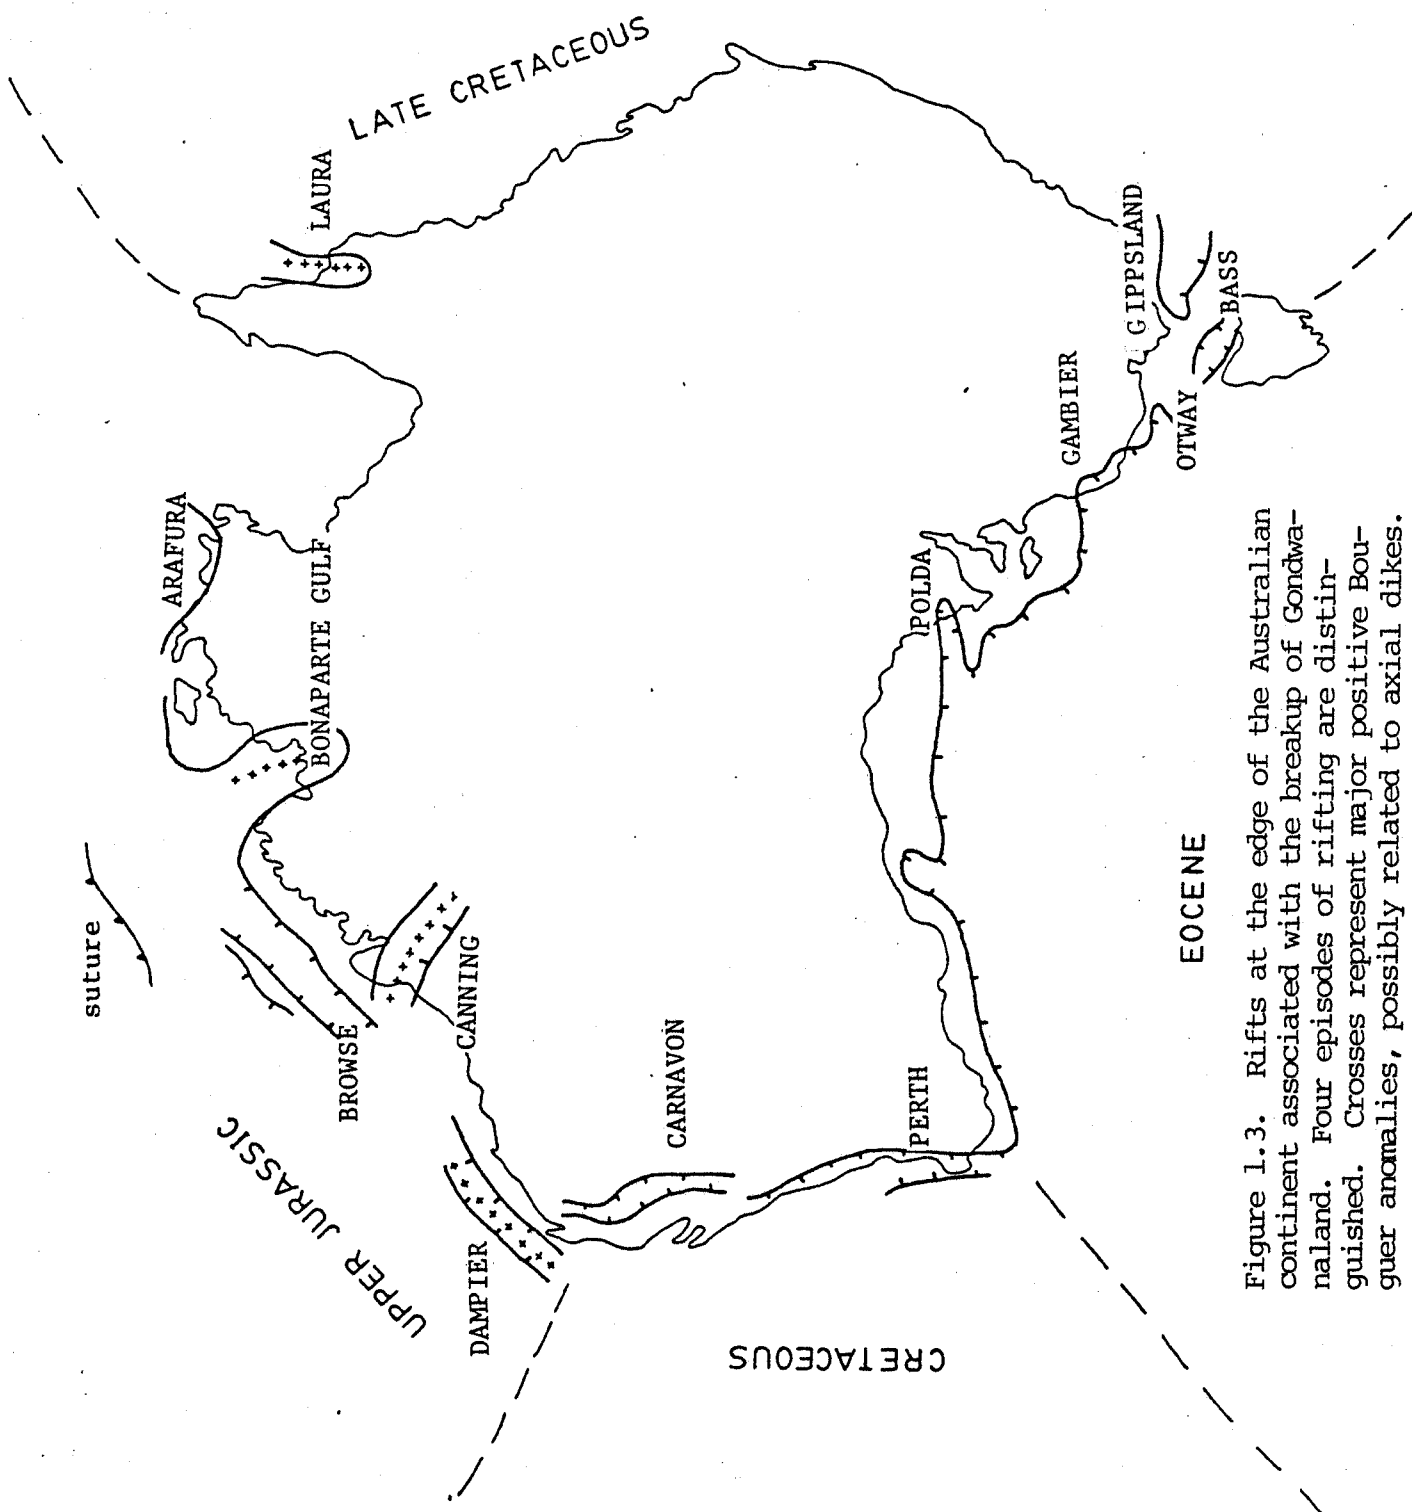 LATE CRETACEOUS
LAURA
ARAFURA
BONAPARTE GULF
suture
BROWSE
CANNING
UPPER JURASSIC
DAMPIER
CARNAVON
PERTH
CRETACEOUS
POLDA
GAMBIER
OTWAY
GIPPSLAND
BASS
EOCENE
Figure 1.3. Rifts at the edge of the Australian
continent associated with the breakup of Gondwa-
naland. Four episodes of rifting are distin-
guished. Crosses represent major positive Bou-
guer anomalies, possibly related to axial dikes.